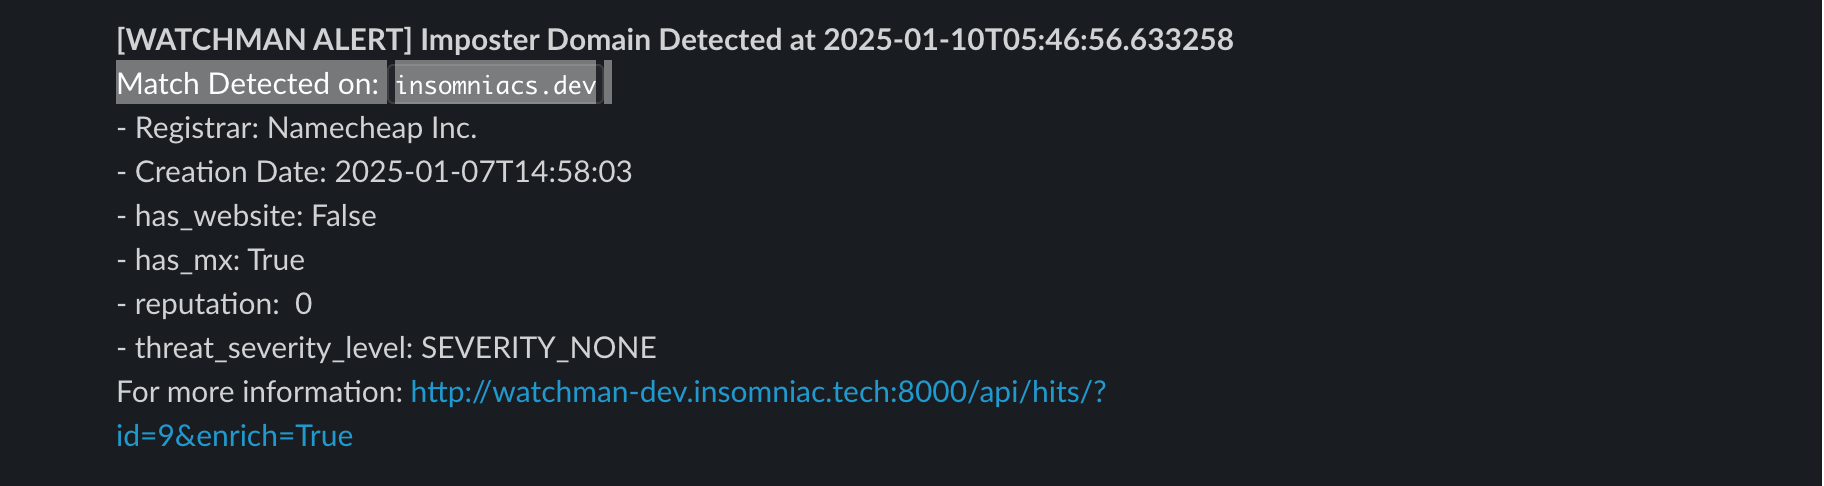 [WATCHMAN ALERT] Imposter Domain Detected at 2025-01-10T05:46:56.633258
Match Detected on: insomniacs.dev
- Registrar: Namecheap Inc.
- Creation Date: 2025-01-07T14:58:03
- has_website: False
- has_mx: True
- reputation:  0
- threat_severity_level: SEVERITY_NONE
For more information: http://watchman-dev.insomniac.tech:8000/api/hits/?
id=9&enrich=True